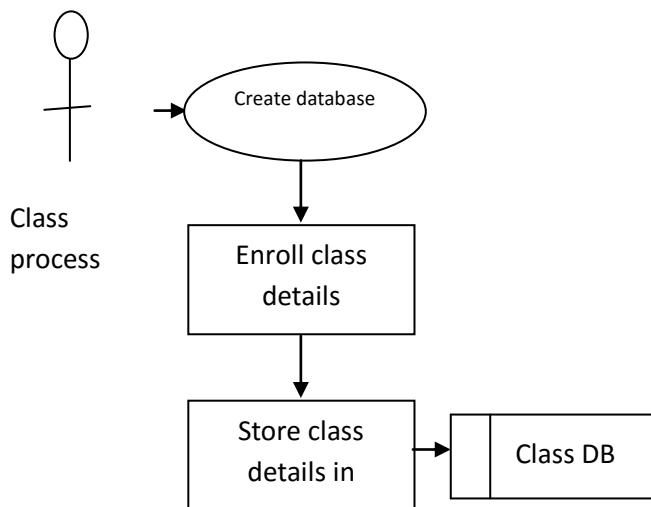 Create database
Class
process
Enroll class
details
Store class
details in
Class DB